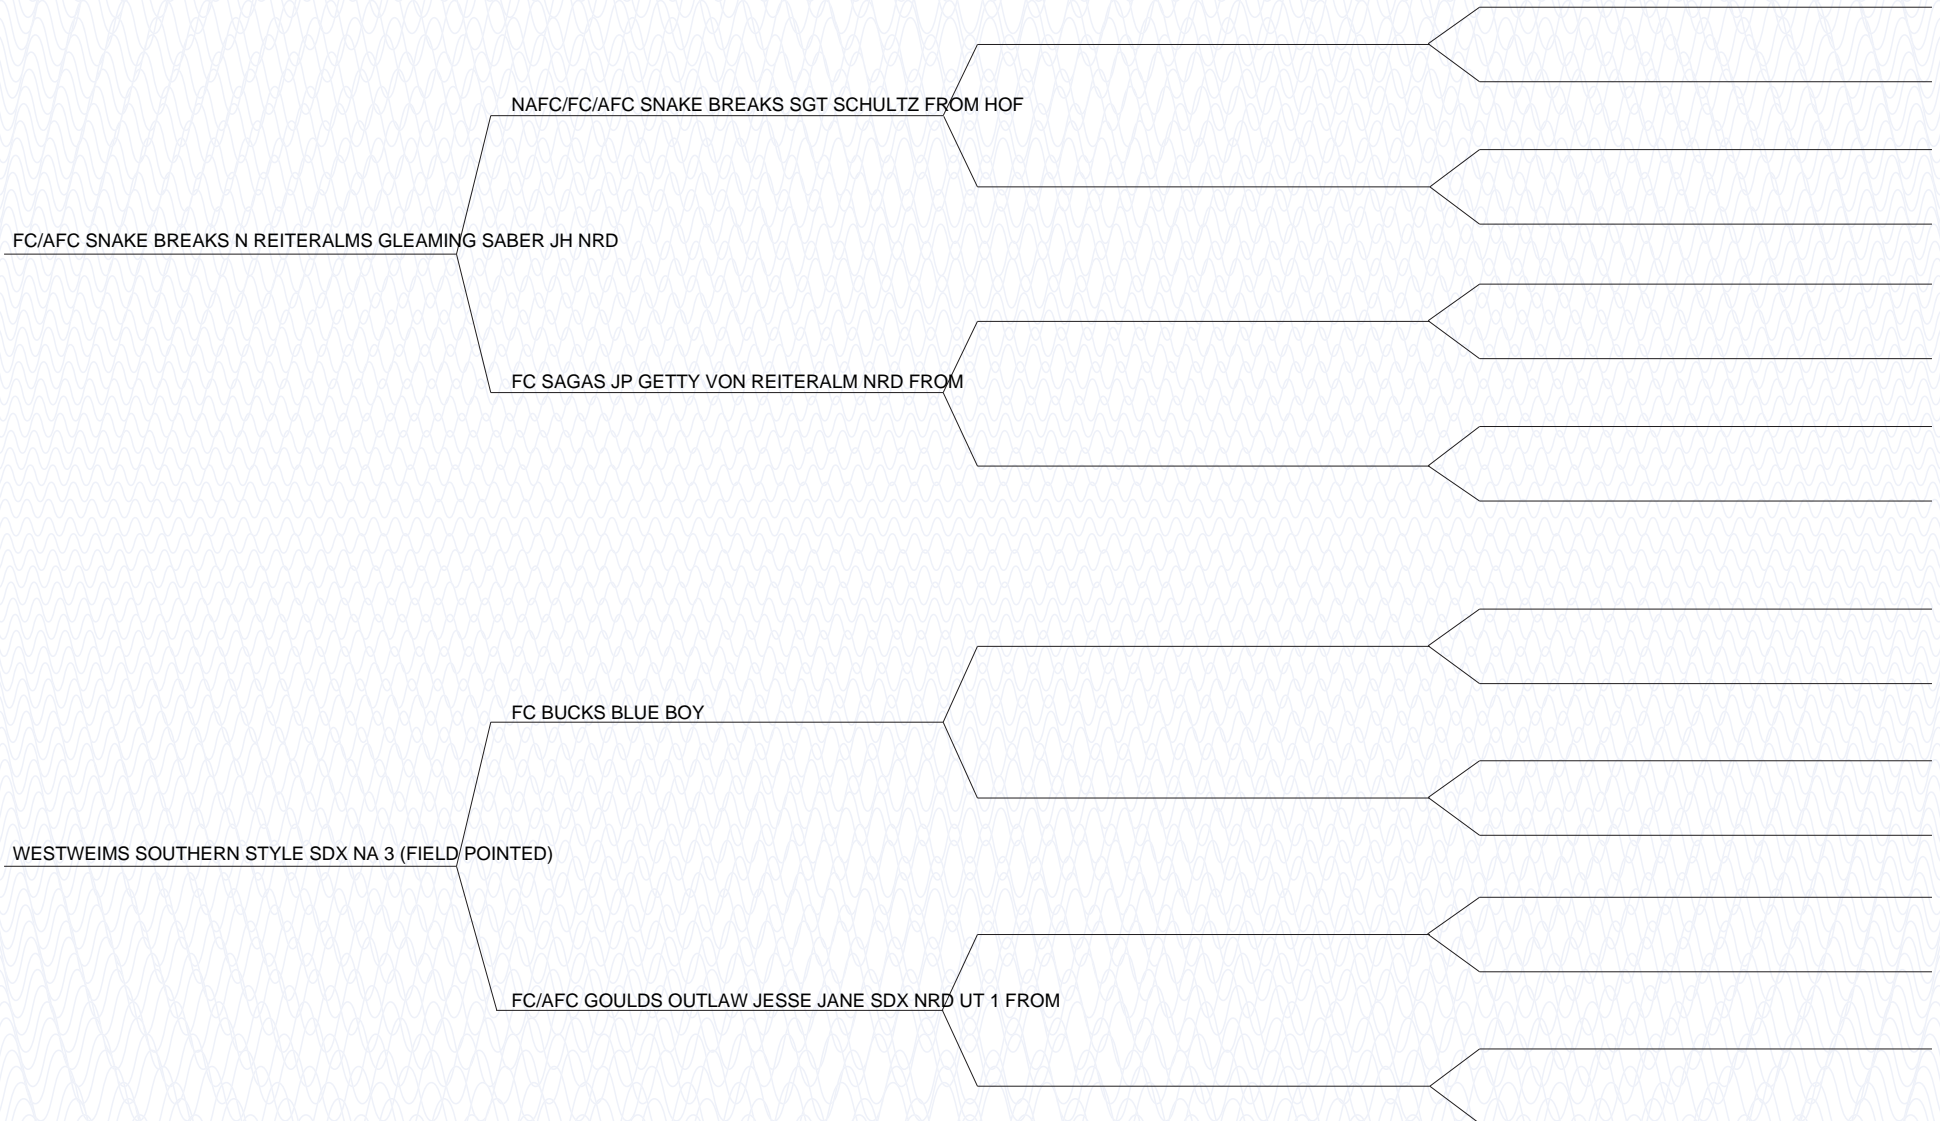 NAFC/FC/AFC SNAKE BREAKS SGT SCHULTZ FROM HOF
FC/AFC SNAKE BREAKS N REITERALMS GLEAMING SABER JH NRD
FC SAGAS JP GETTY VON REITERALM NRD FROM
FC BUCKS BLUE BOY
WESTWEIMS SOUTHERN STYLE SDX NA 3 (FIELD POINTED)
FC/AFC GOULDS OUTLAW JESSE JANE SDX NRD UT 1 FROM